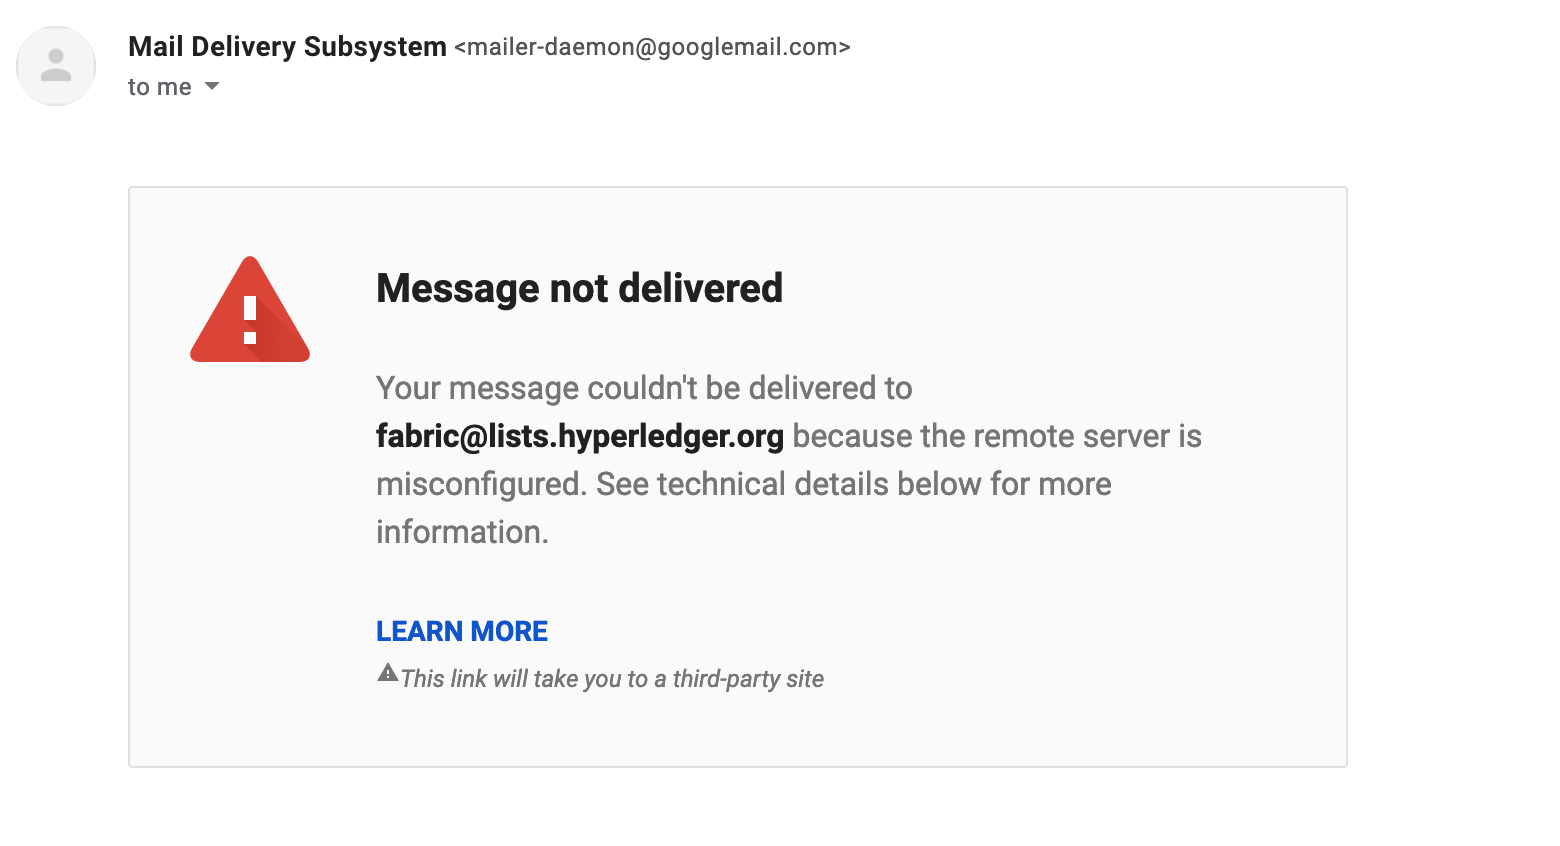 Mail Delivery Subsystem <mailer-daemon@googlemail.com>
to me
Message not delivered
Your message couldn't be delivered to
fabric@lists.hyperledger.org because the remote server is
misconfigured. See technical details below for more
information.
LEARN MORE
This link will take you to a third-party site